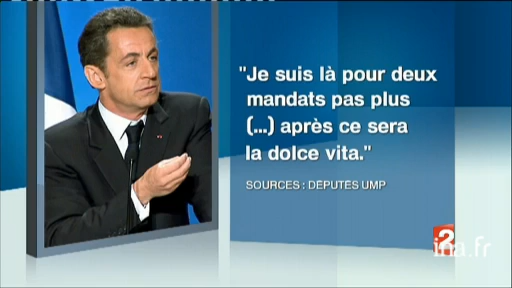 "Je suis là pour deux
mandats pas plus
(...) après ce sera
la dolce vita."
SOURCES : DEPUTES UMP
2
ina.fr